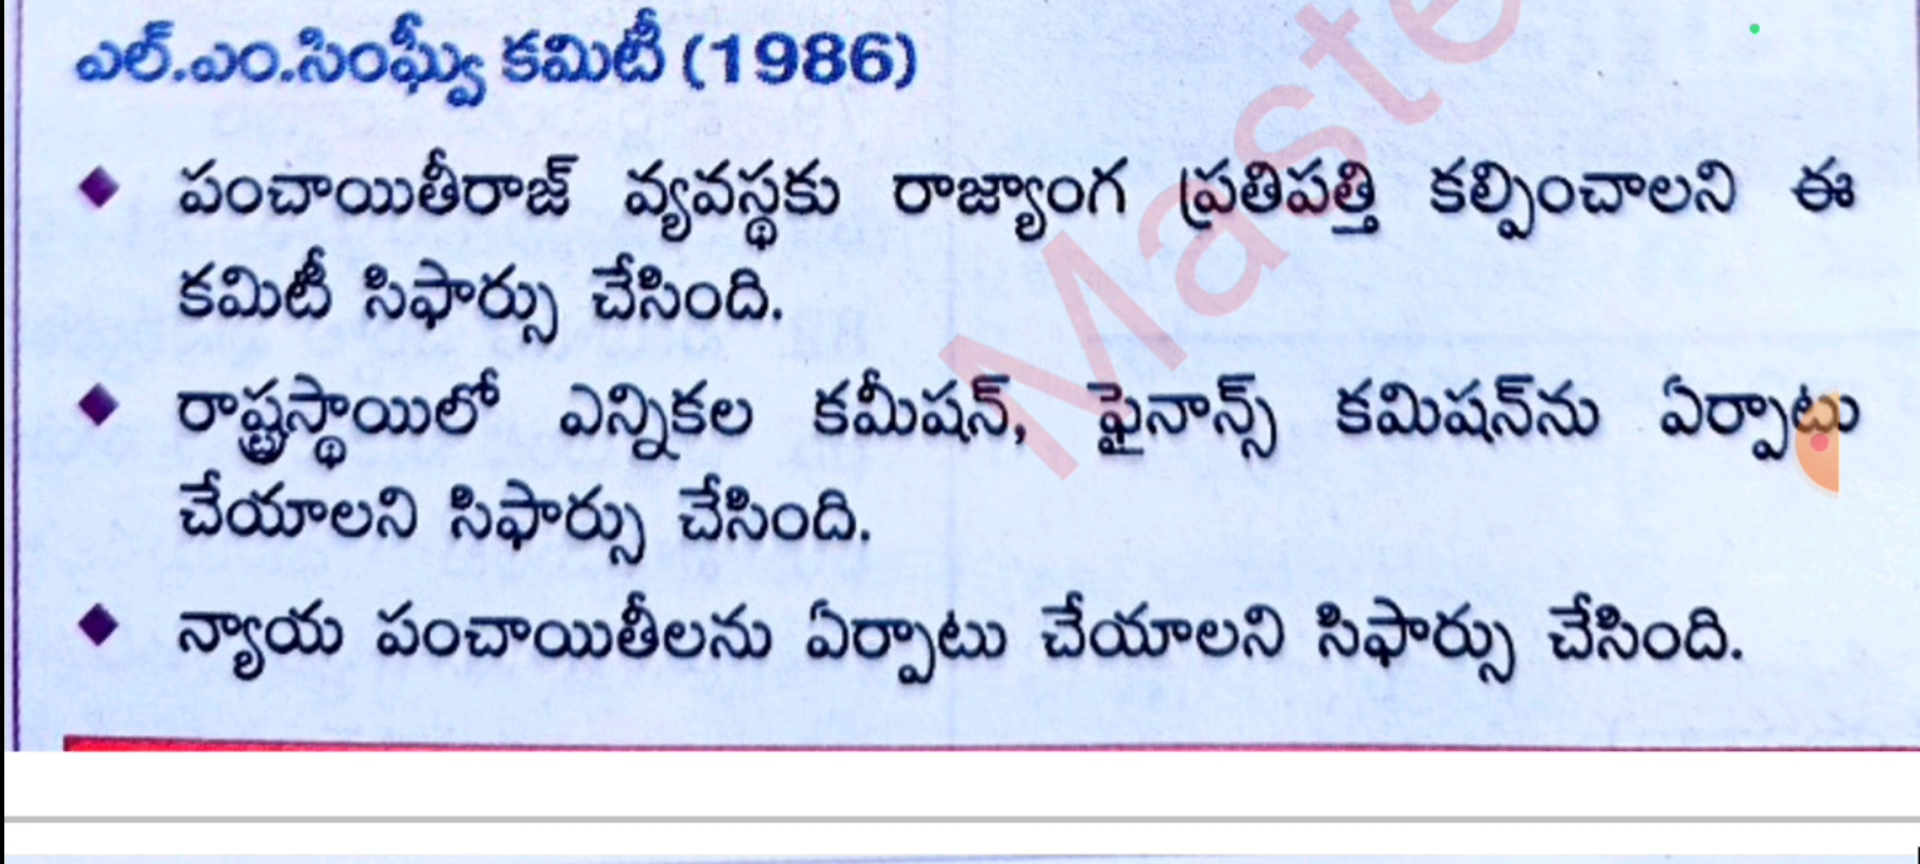 ఎల్.ఎం.సింఘ్వీ కమిటీ (1986)
◆ పంచాయితీరాజ్ వ్యవస్థకు రాజ్యాంగ ప్రతిపత్తి కల్పించాలని ఈ
కమిటీ సిఫార్సు చేసింది.
◆ రాష్ట్రస్థాయిలో ఎన్నికల కమీషన్, ఫైనాన్స్ కమిషన్‌ను ఏర్పాటు
చేయాలని సిఫార్సు చేసింది.
◆ న్యాయ పంచాయితీలను ఏర్పాటు చేయాలని సిఫార్సు చేసింది.
Maste